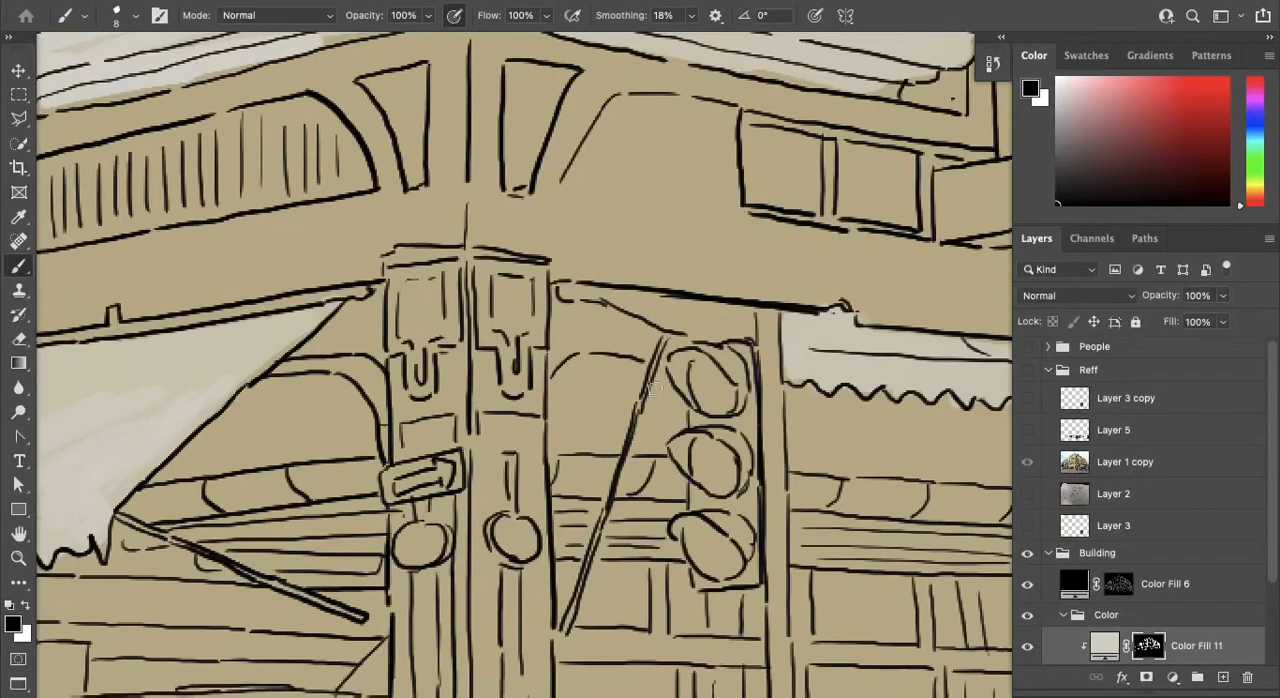 8 Mode: Normal Opacity: 100% Flow: 100% Smoothing: 18% 0°
Color Swatches Gradients Patterns
Layers Channels Paths
Kind
Normal Opacity: 100%
Lock: Fill: 100%
People
Reff
Layer 3 copy
Layer 5
Layer 1 copy
Layer 2
Layer 3
Building
Color Fill 6
Color
Color Fill 11